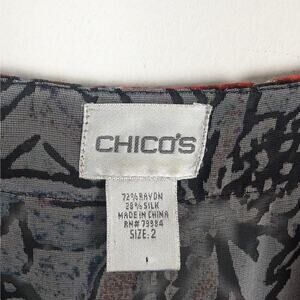 CHICO'S
72% RAYON
28% SILK
MADE IN CHINA
RN# 79984
SIZE: 2